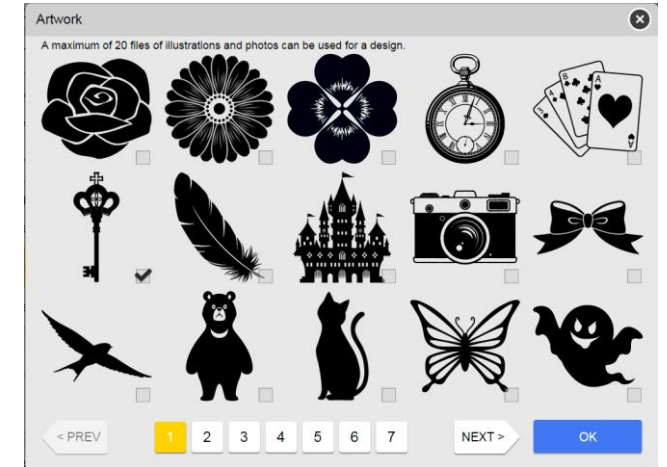 Artwork
A maximum of 20 files of illustrations and photos can be used for a design.
A
< PREV 1 2 3 4 5 6 7 NEXT > OK